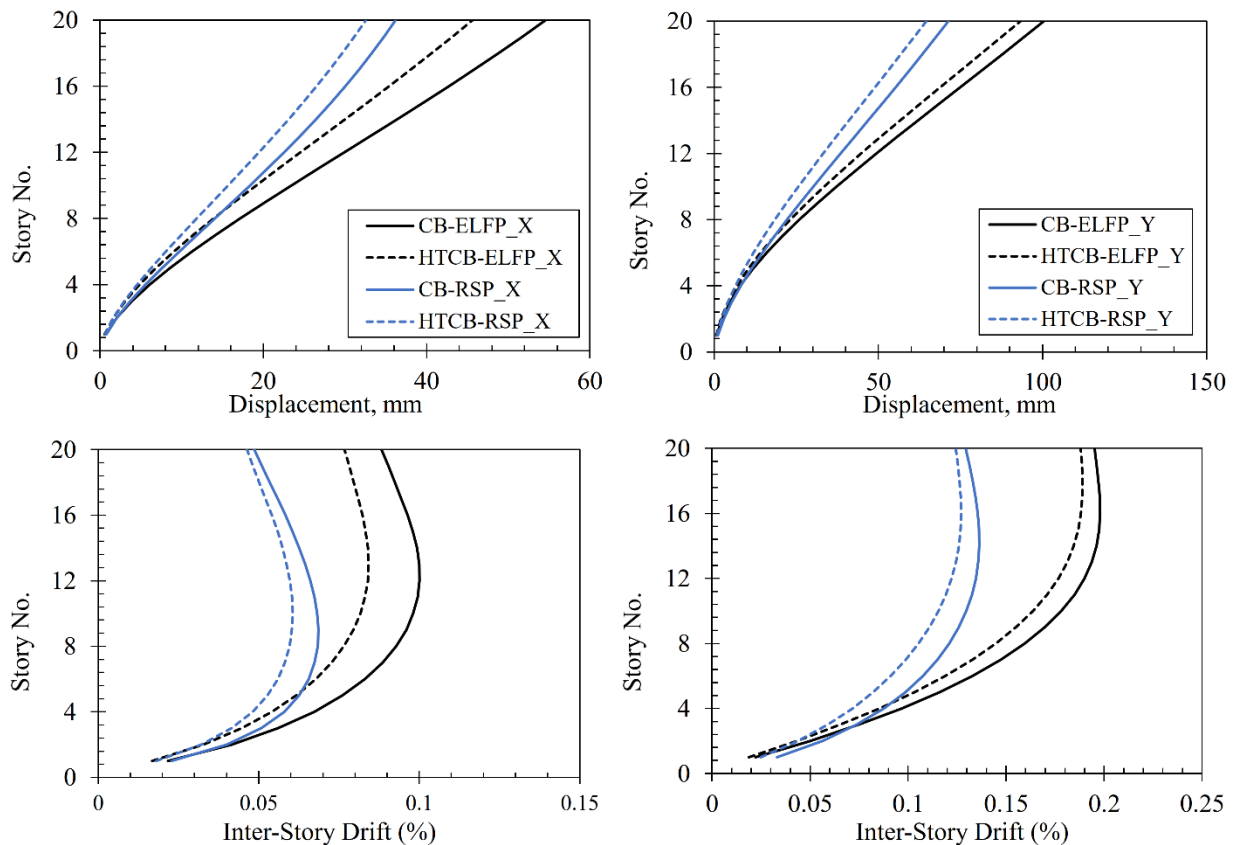 20
16
12
8
4
0
Story No.
CB-ELFP_X
HTCB-ELFP_X
CB-RSP_X
HTCB-RSP_X
0 20 40 60
Displacement, mm
20
16
12
8
4
0
Story No.
CB-ELFP_Y
HTCB-ELFP_Y
CB-RSP_Y
HTCB-RSP_Y
0 50 100 150
Displacement, mm
20
16
12
8
4
0
Story No.
0 0.05 0.1 0.15
Inter-Story Drift (%)
20
16
12
8
4
0
Story No.
0 0.05 0.1 0.15 0.2 0.25
Inter-Story Drift (%)